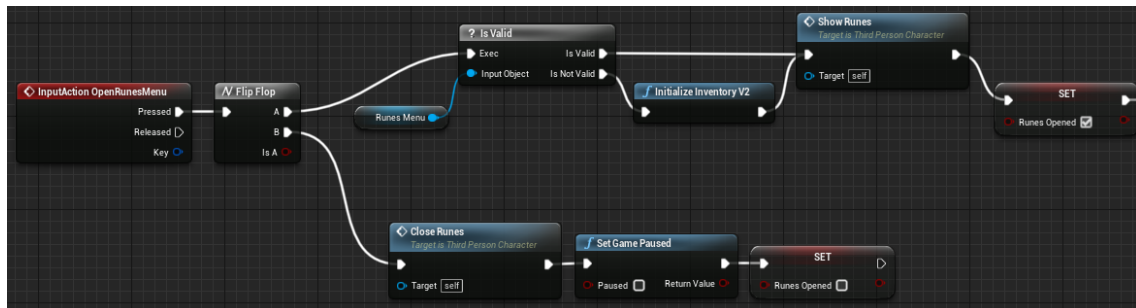 InputAction OpenRunesMenu
Pressed
Released
Key
Flip Flop
A
B
Is A
Runes Menu
? Is Valid
Exec
Is Valid
Input Object
Is Not Valid
Initialize Inventory V2
Show Runes
Target is Third Person Character
Target self
SET
Runes Opened
Close Runes
Target is Third Person Character
Target self
Set Game Paused
Paused
Return Value
SET
Runes Opened